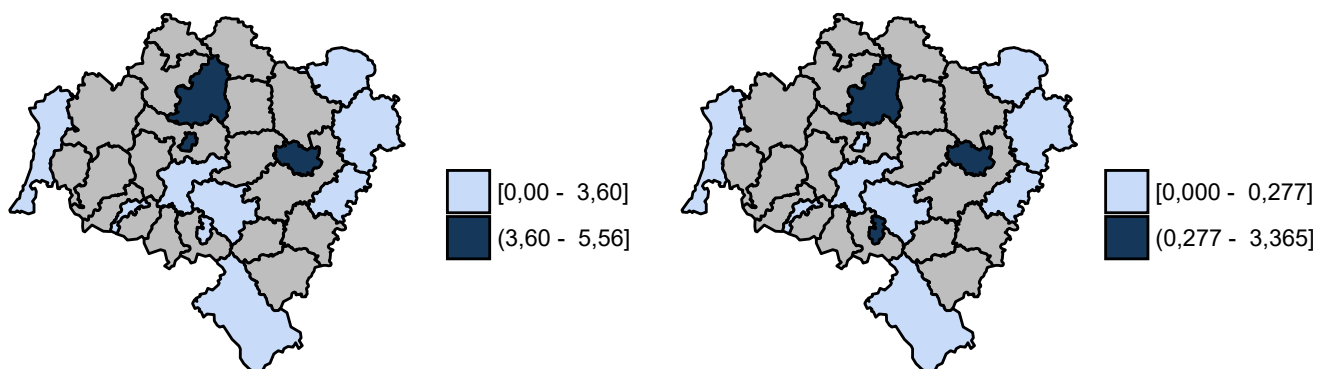 [0,00 - 3,60]
(3,60 - 5,56]
[0,000 - 0,277]
(0,277 - 3,365]